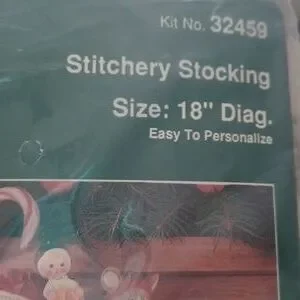 Kit No. 32459
Stitchery Stocking
Size: 18" Diag.
Easy To Personalize